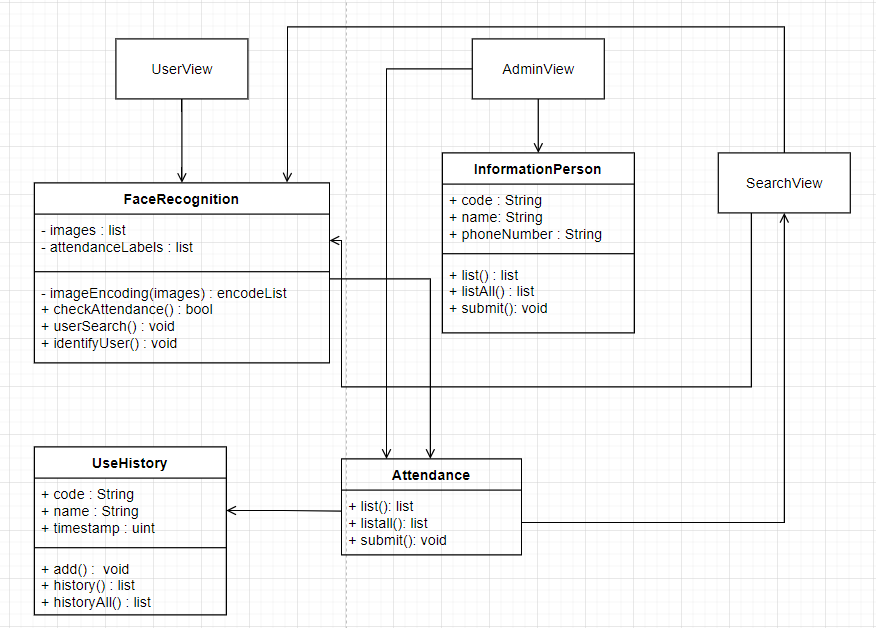 UserView
AdminView
SearchView
FaceRecognition
- images : list
- attendanceLabels : list
- imageEncoding(images) : encodeList
+ checkAttendance() : bool
+ userSearch() : void
+ identifyUser() : void
InformationPerson
+ code : String
+ name: String
+ phoneNumber : String
+ list() : list
+ listAll() : list
+ submit(): void
UseHistory
+ code : String
+ name : String
+ timestamp : uint
+ add() :  void
+ history() : list
+ historyAll() : list
Attendance
+ list(): list
+ listall(): list
+ submit(): void